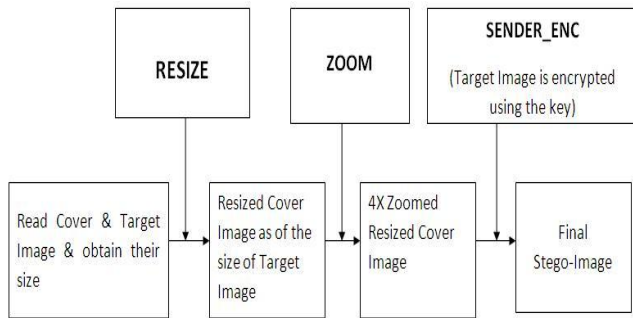 RESIZE
ZOOM
SENDER_ENC
(Target Image is encrypted
using the key)
Read Cover & Target
Image & obtain their
size
Resized Cover
Image as of the
size of Target
Image
4X Zoomed
Resized Cover
Image
Final
Stego-Image